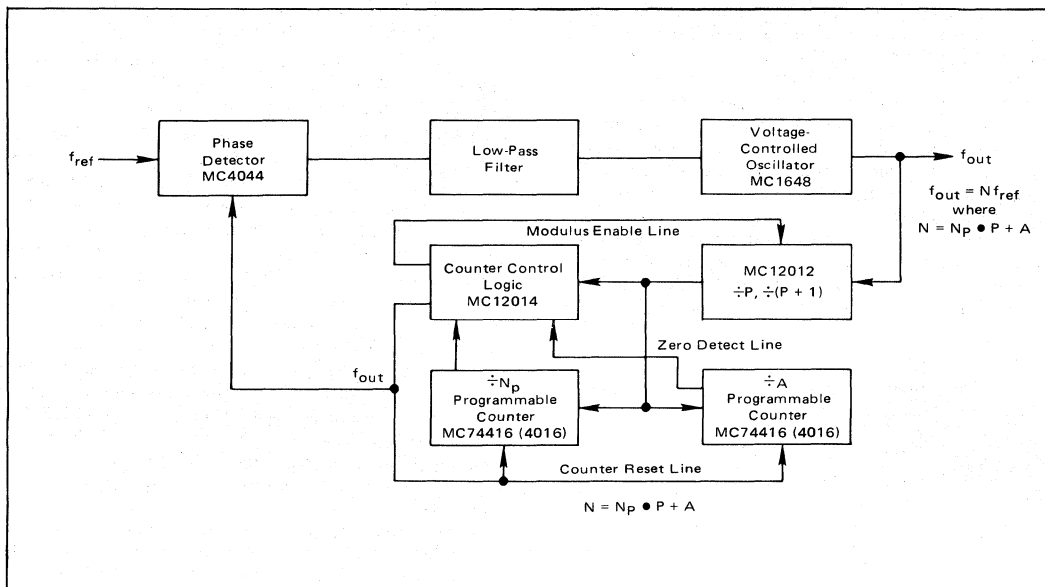 f_ref
Phase
Detector
MC4044
Low-Pass
Filter
Voltage-
Controlled
Oscillator
MC1648
f_out
f_out = N f_ref
where
N = N_P ● P + A
Modulus Enable Line
Counter Control
Logic
MC12014
MC12012
÷P, ÷(P + 1)
Zero Detect Line
f_out
÷N_p
Programmable
Counter
MC74416 (4016)
÷A
Programmable
Counter
MC74416 (4016)
Counter Reset Line
N = N_P ● P + A